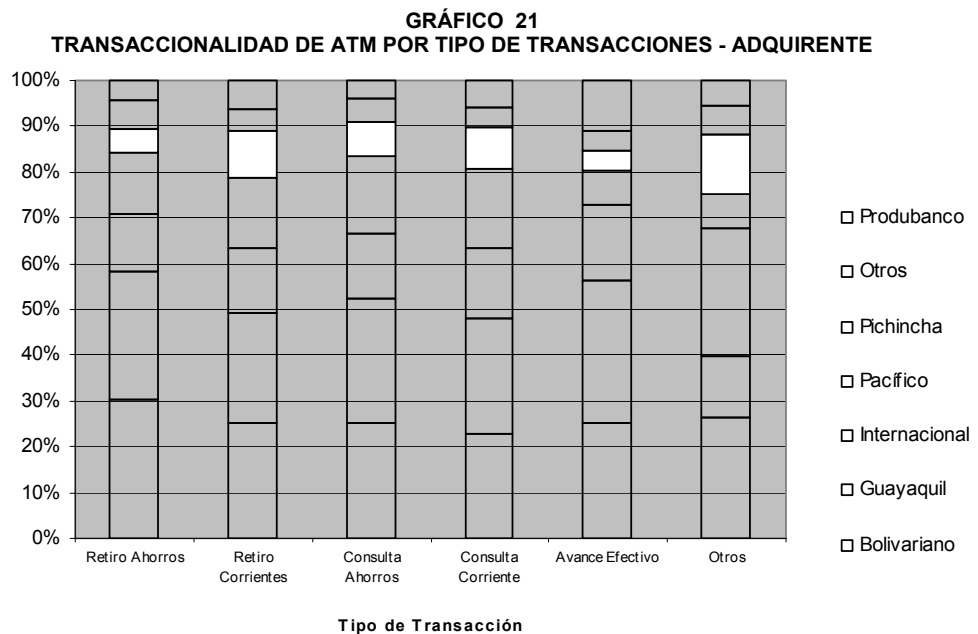 GRÁFICO 21
TRANSACCIONALIDAD DE ATM POR TIPO DE TRANSACCIONES - ADQUIRENTE
100%
90%
80%
70%
60%
50%
40%
30%
20%
10%
0%
Retiro Ahorros
Retiro
Corrientes
Consulta
Ahorros
Consulta
Corriente
Avance Efectivo
Otros
Tipo de Transacción
Produbanco
Otros
Pichincha
Pacífico
Internacional
Guayaquil
Bolivariano